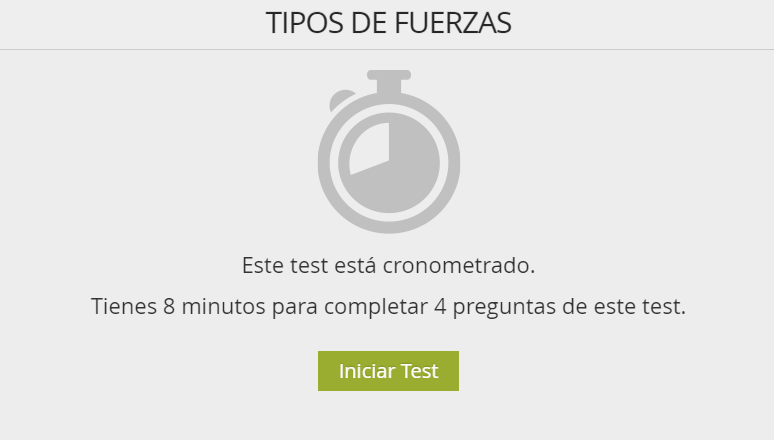 TIPOS DE FUERZAS
Este test está cronometrado.
Tienes 8 minutos para completar 4 preguntas de este test.
Iniciar Test